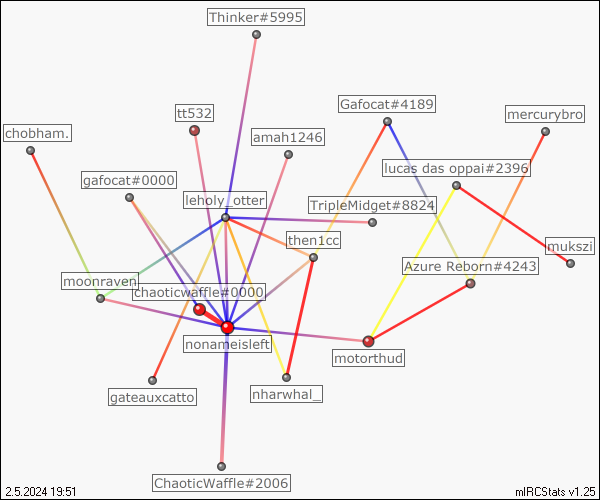 Thinker#5995
Gafocat#4189
tt532
mercurybro
chobham.
amah1246
lucas das oppai#2396
gafocat#0000
leholy_otter
TripleMidget#8824
then1cc
mukszi
Azure Reborn#4243
moonraven
chaoticwaffle#0000
nonameisleft
motorthud
gateauxcatto
nharwhal_
ChaoticWaffle#2006
2.5.2024 19:51
mIRCStats v1.25